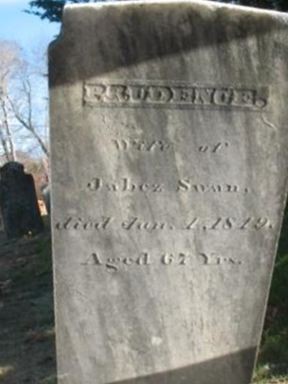 PRUDENCE,
Wife of
Jabez Swan,
died Jan. 1, 1819.
Aged 67 Yrs.